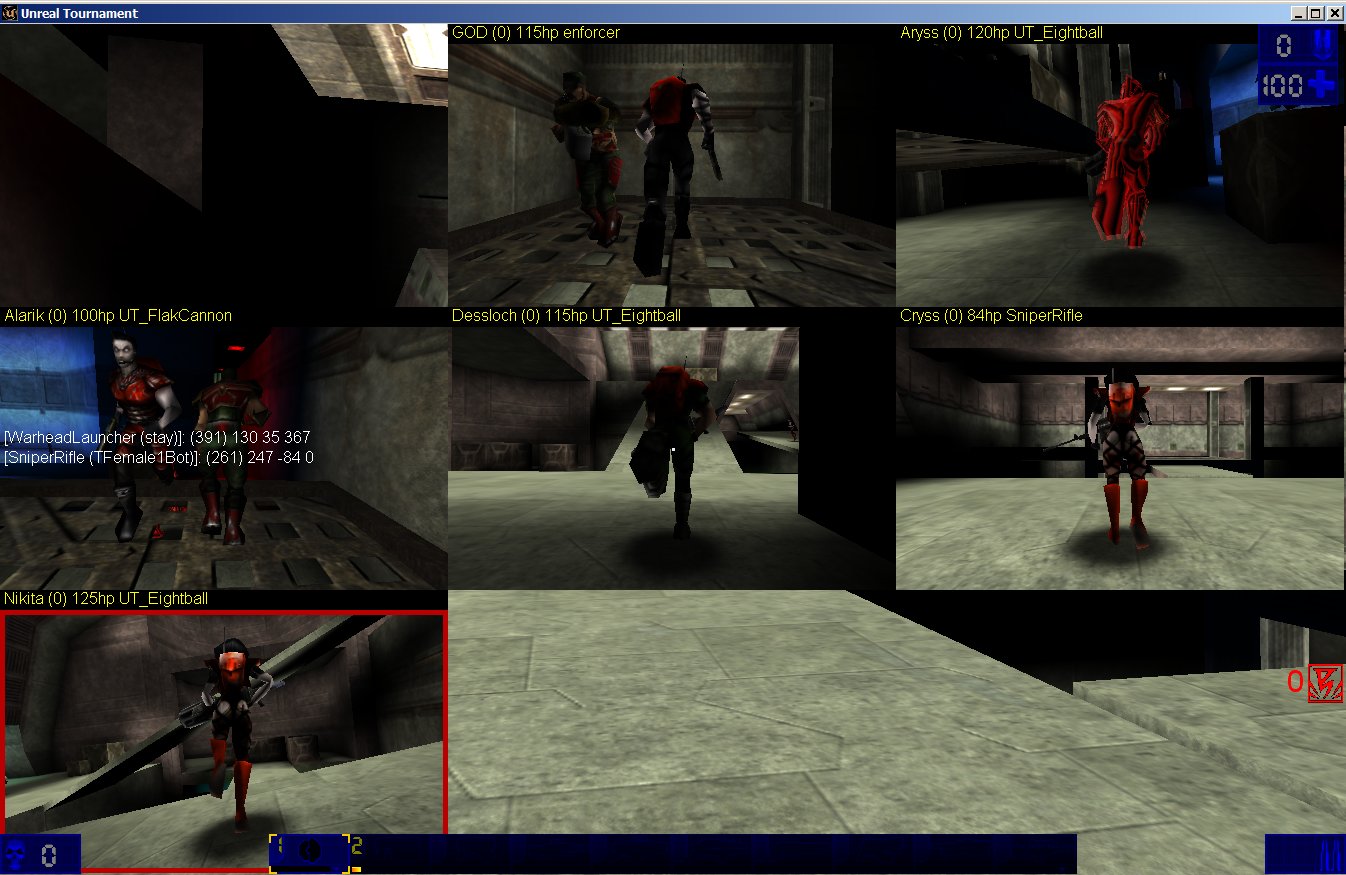 Unreal Tournament
GOD (0) 115hp enforcer
Aryss (0) 120hp UT_Eightball
0
100
Alarik (0) 100hp UT_FlakCannon
Dessloch (0) 115hp UT_Eightball
Cryss (0) 84hp SniperRifle
[WarheadLauncher (stay)]: (391) 130 35 367
[SniperRifle (TFemale1Bot)]: (261) 247 -84 0
Nikita (0) 125hp UT_Eightball
0
0
1
2